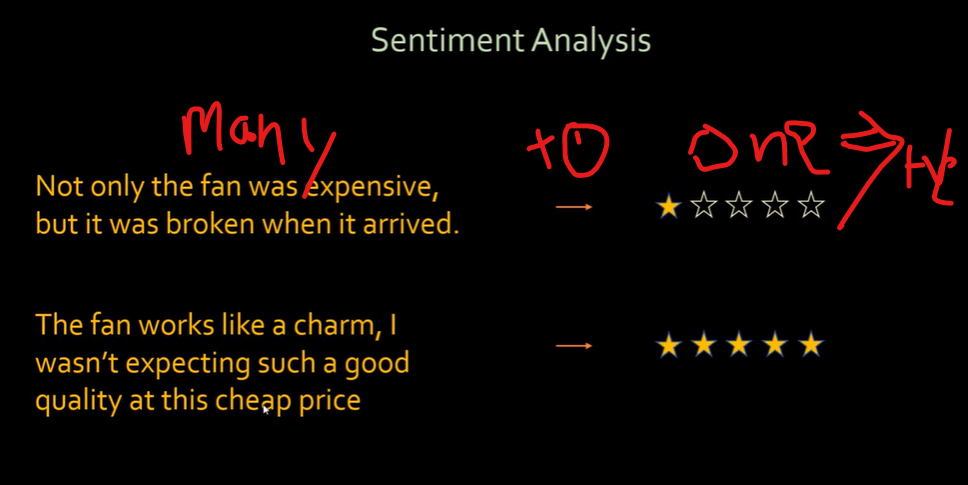 Sentiment Analysis
Many to one
Not only the fan was expensive,
but it was broken when it arrived.
The fan works like a charm, I
wasn't expecting such a good
quality at this cheap price